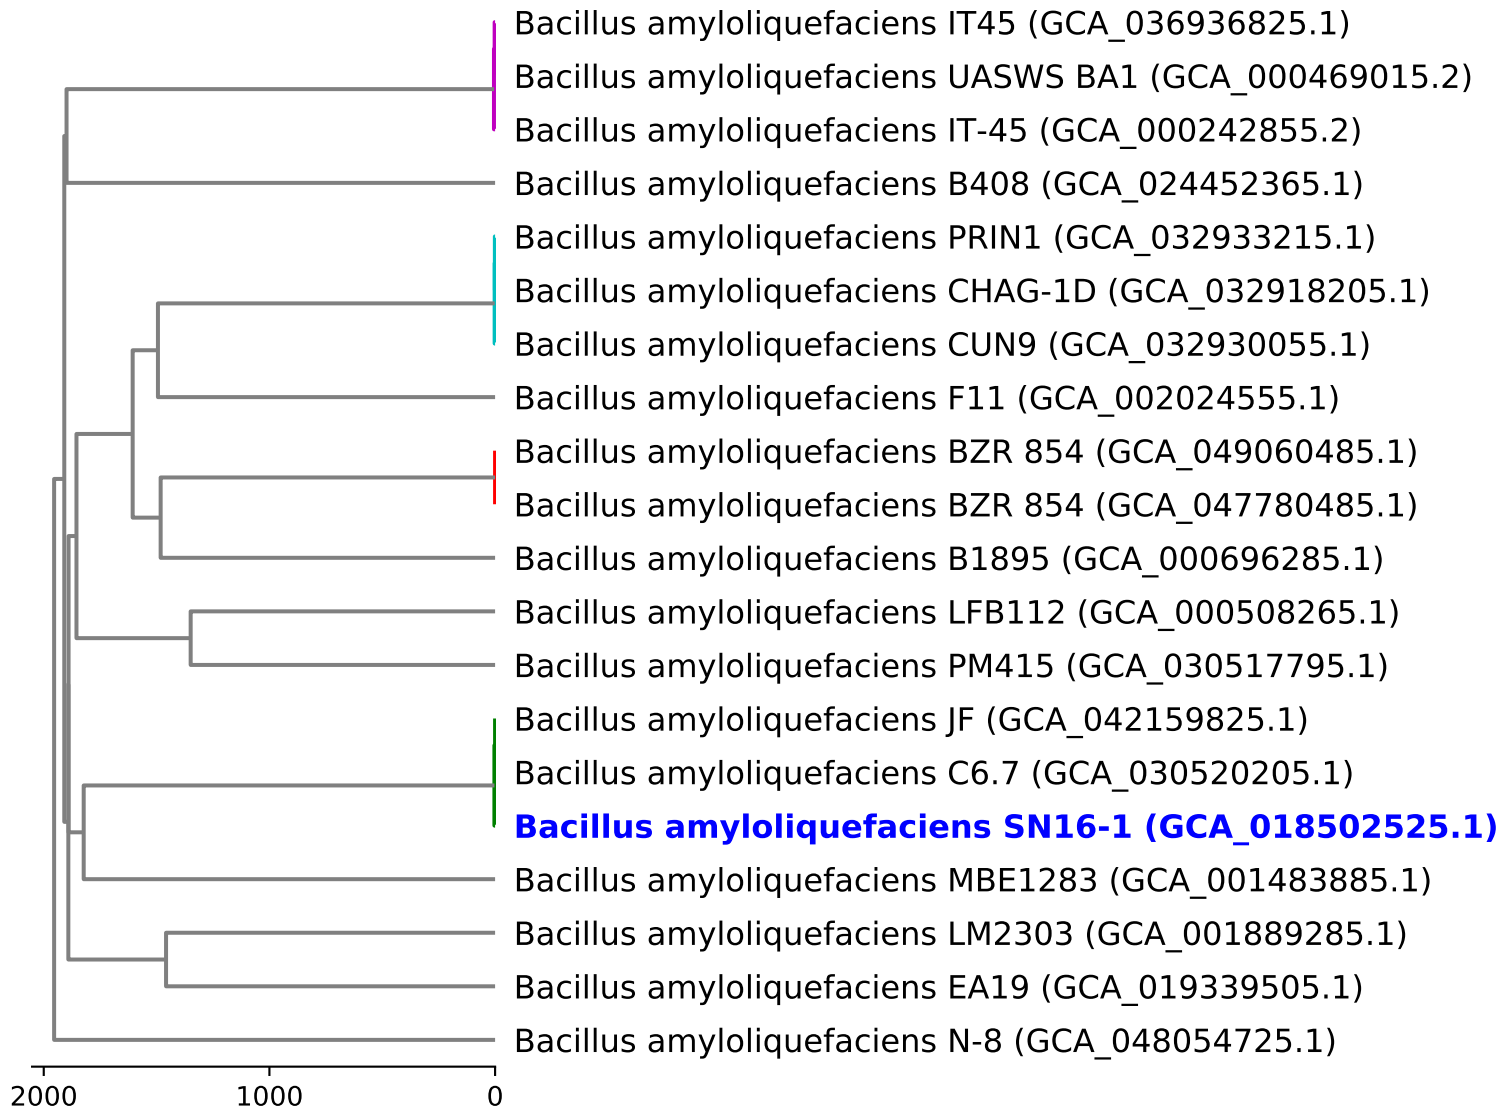 Bacillus amyloliquefaciens IT45 (GCA_036936825.1)
Bacillus amyloliquefaciens UASWS BA1 (GCA_000469015.2)
Bacillus amyloliquefaciens IT-45 (GCA_000242855.2)
Bacillus amyloliquefaciens B408 (GCA_024452365.1)
Bacillus amyloliquefaciens PRIN1 (GCA_032933215.1)
Bacillus amyloliquefaciens CHAG-1D (GCA_032918205.1)
Bacillus amyloliquefaciens CUN9 (GCA_032930055.1)
Bacillus amyloliquefaciens F11 (GCA_002024555.1)
Bacillus amyloliquefaciens BZR 854 (GCA_049060485.1)
Bacillus amyloliquefaciens BZR 854 (GCA_047780485.1)
Bacillus amyloliquefaciens B1895 (GCA_000696285.1)
Bacillus amyloliquefaciens LFB112 (GCA_000508265.1)
Bacillus amyloliquefaciens PM415 (GCA_030517795.1)
Bacillus amyloliquefaciens JF (GCA_042159825.1)
Bacillus amyloliquefaciens C6.7 (GCA_030520205.1)
Bacillus amyloliquefaciens SN16-1 (GCA_018502525.1)
Bacillus amyloliquefaciens MBE1283 (GCA_001483885.1)
Bacillus amyloliquefaciens LM2303 (GCA_001889285.1)
Bacillus amyloliquefaciens EA19 (GCA_019339505.1)
Bacillus amyloliquefaciens N-8 (GCA_048054725.1)
2000 1000 0